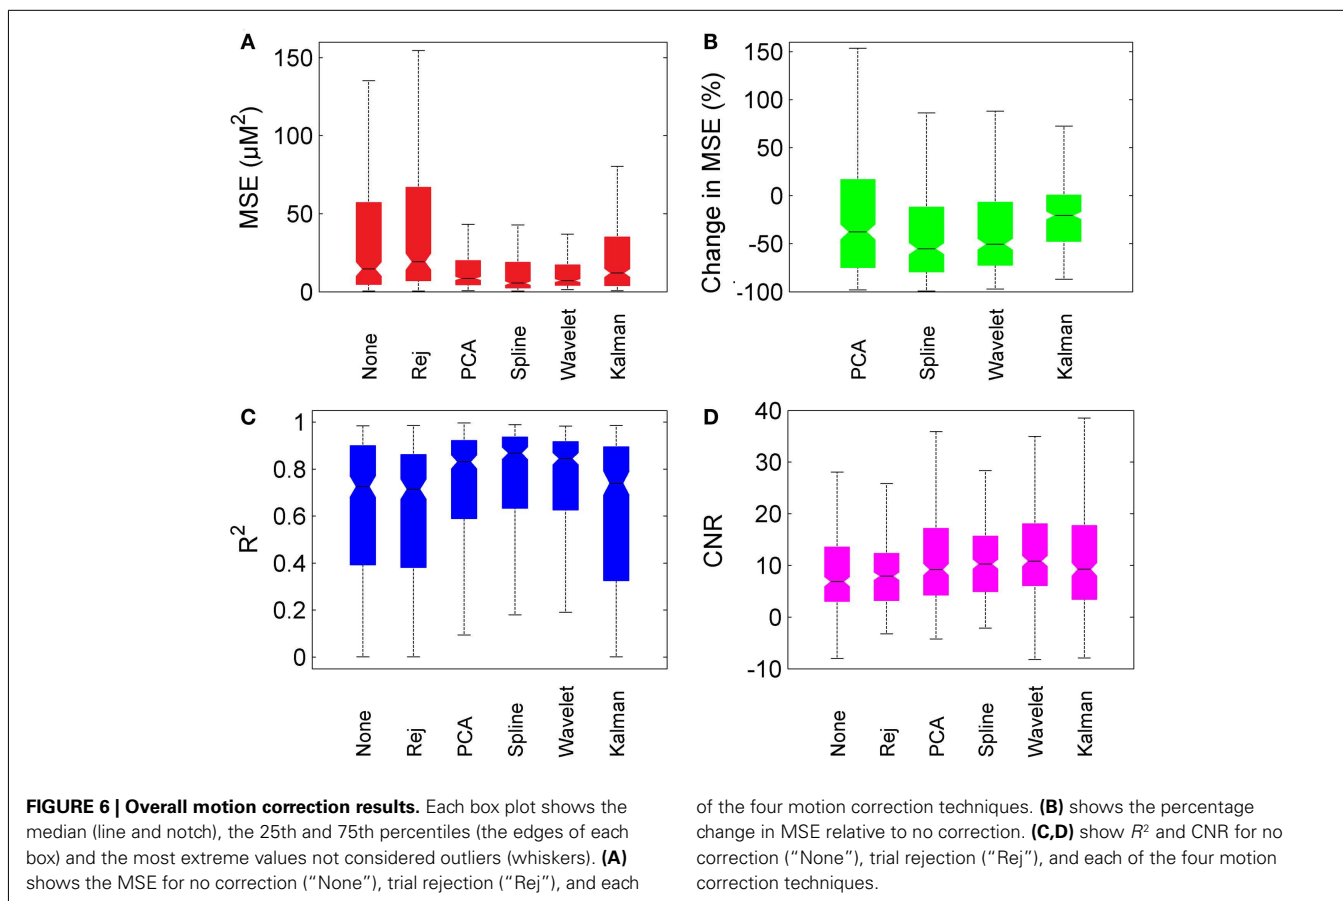 A
150
100
50
0
MSE (µM²)
None
Rej
PCA
Spline
Wavelet
Kalman
B
150
100
50
0
-50
-100
Change in MSE (%)
PCA
Spline
Wavelet
Kalman
C
1
0.8
0.6
0.4
0.2
0
R²
None
Rej
PCA
Spline
Wavelet
Kalman
D
40
30
20
10
0
-10
CNR
None
Rej
PCA
Spline
Wavelet
Kalman
FIGURE 6 | Overall motion correction results. Each box plot shows the
median (line and notch), the 25th and 75th percentiles (the edges of each
box) and the most extreme values not considered outliers (whiskers). (A)
shows the MSE for no correction (“None”), trial rejection (“Rej”), and each
of the four motion correction techniques. (B) shows the percentage
change in MSE relative to no correction. (C,D) show R² and CNR for no
correction (“None”), trial rejection (“Rej”), and each of the four motion
correction techniques.